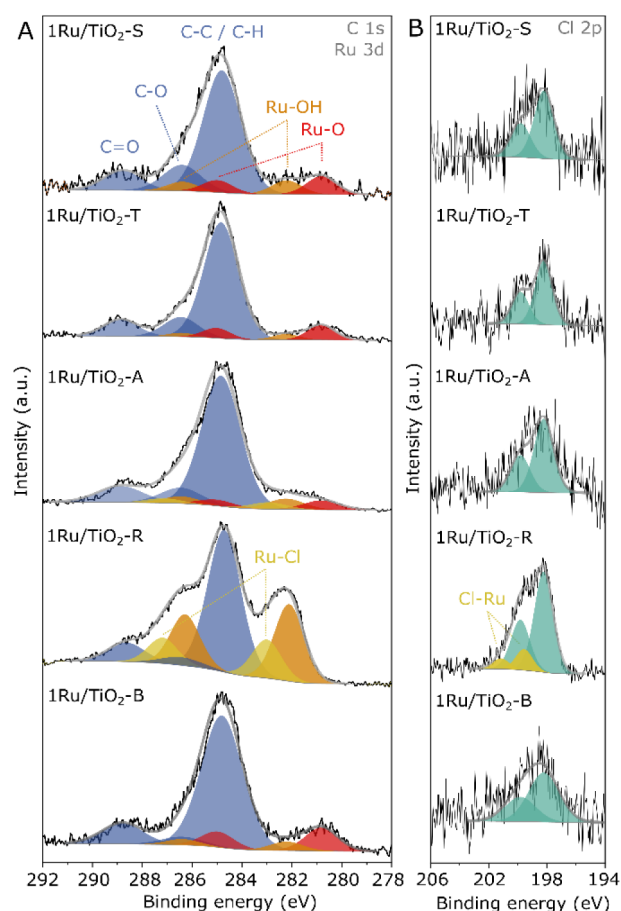 A
1Ru/TiO₂-S
C-C / C-H
C 1s
Ru 3d
C-O
Ru-OH
C=O
Ru-O
1Ru/TiO₂-T
1Ru/TiO₂-A
1Ru/TiO₂-R
Ru-Cl
1Ru/TiO₂-B
Intensity (a.u.)
292 290 288 286 284 282 280 278
Binding energy (eV)
B
1Ru/TiO₂-S
Cl 2p
1Ru/TiO₂-T
1Ru/TiO₂-A
1Ru/TiO₂-R
Cl-Ru
1Ru/TiO₂-B
Intensity (a.u.)
206 202 198 194
Binding energy (eV)